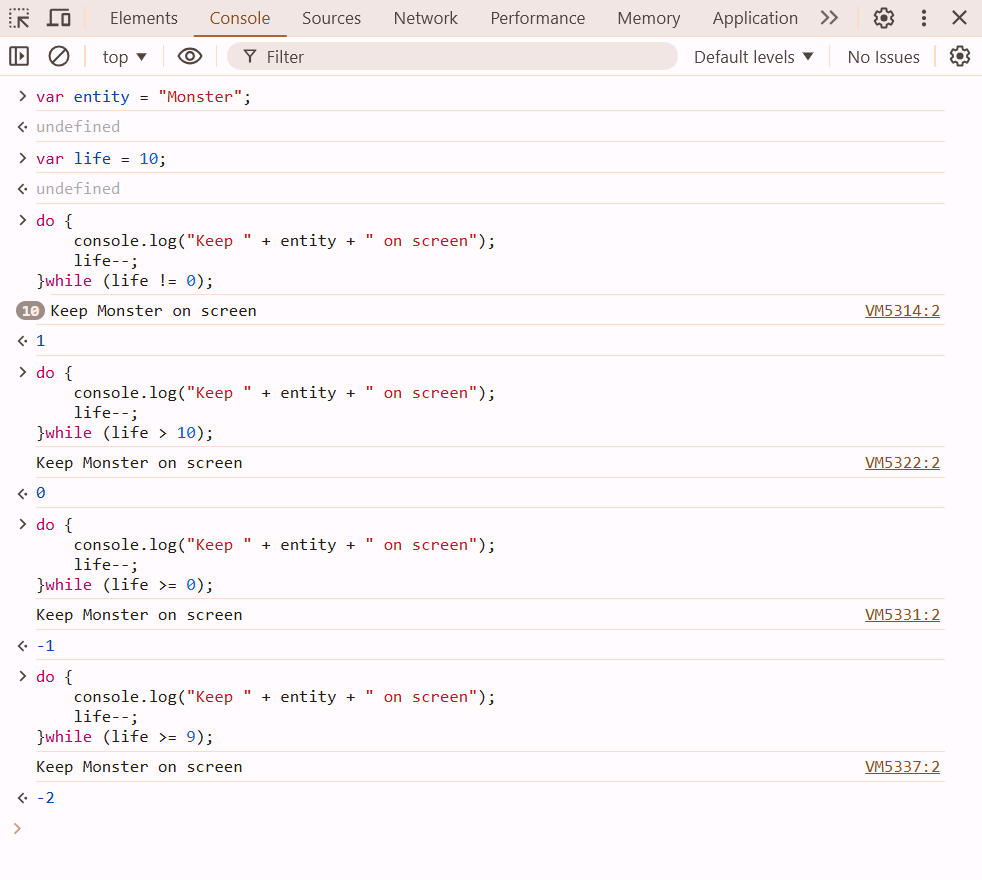 Elements Console Sources Network Performance Memory Application
top Filter Default levels No Issues
var entity = "Monster";
undefined
var life = 10;
undefined
do {
    console.log("Keep " + entity + " on screen");
    life--;
}while (life != 0);
10 Keep Monster on screen VM5314:2
1
do {
    console.log("Keep " + entity + " on screen");
    life--;
}while (life > 10);
Keep Monster on screen VM5322:2
0
do {
    console.log("Keep " + entity + " on screen");
    life--;
}while (life >= 0);
Keep Monster on screen VM5331:2
-1
do {
    console.log("Keep " + entity + " on screen");
    life--;
}while (life >= 9);
Keep Monster on screen VM5337:2
-2